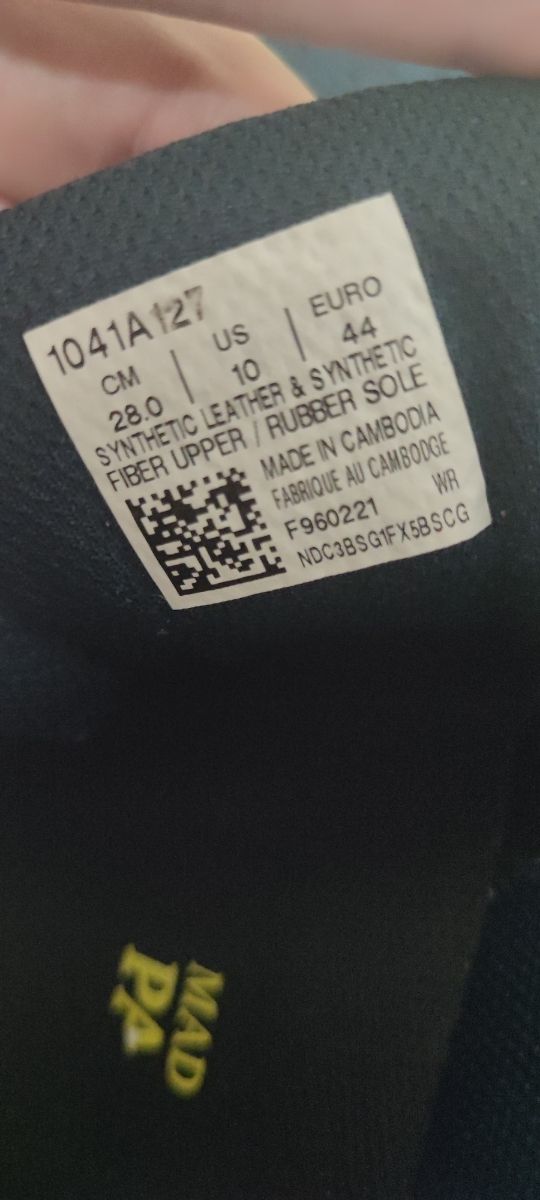 1041A127
CM | US | EURO
28.0 10 44
SYNTHETIC LEATHER & SYNTHETIC
FIBER UPPER / RUBBER SOLE
MADE IN CAMBODIA
FABRIQUE AU CAMBODGE
F960221 WR
NDC3BSG1FX5BSCG
MAD
PA